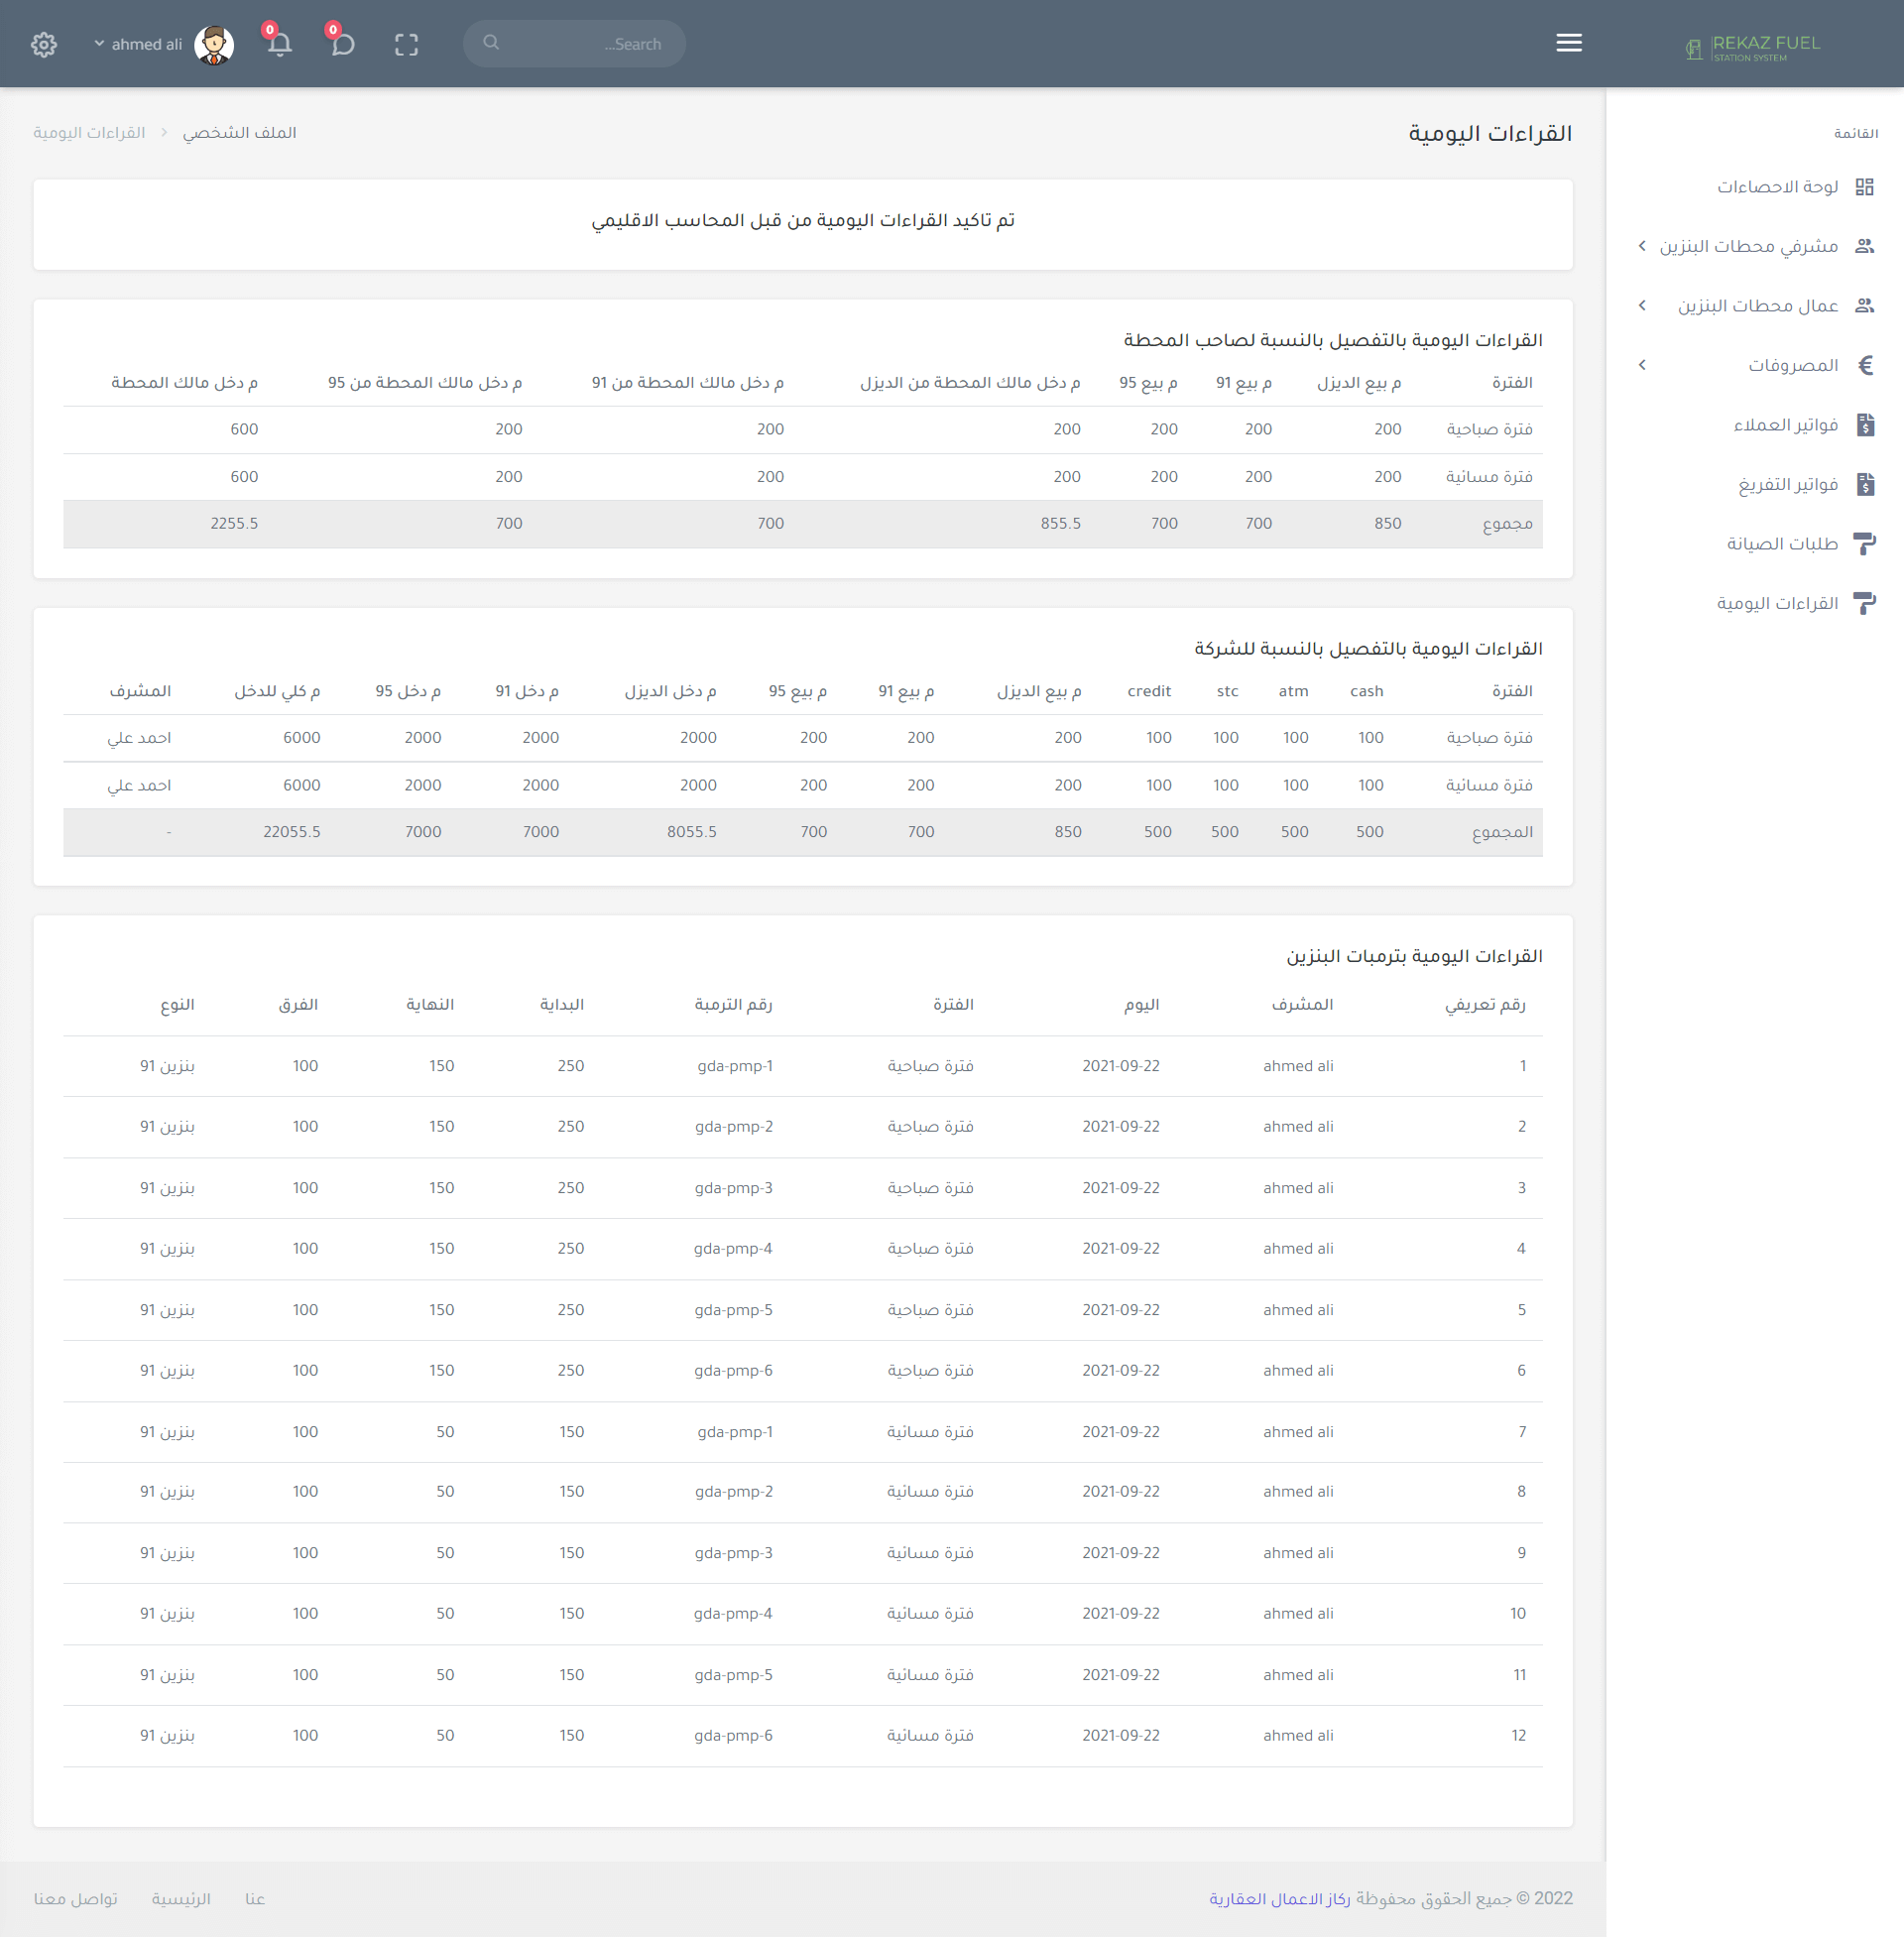 REKAZ FUEL
STATION SYSTEM
Search...
0
0
ahmed ali
القائمة
لوحة الاحصاءات
مشرفي محطات البنزين
عمال محطات البنزين
المصروفات
فواتير العملاء
فواتير التفريغ
طلبات الصيانة
القراءات اليومية
القراءات اليومية
الملف الشخصي
القراءات اليومية
تم تاكيد القراءات اليومية من قبل المحاسب الاقليمي
القراءات اليومية بالتفصيل بالنسبة لصاحب المحطة
الفترة م بيع الديزل م بيع 91 م بيع 95 م دخل مالك المحطة من الديزل م دخل مالك المحطة من 91 م دخل مالك المحطة من 95 م دخل مالك المحطة
فترة صباحية 200 200 200 200 200 200 600
فترة مسائية 200 200 200 200 200 200 600
مجموع 850 700 700 855.5 700 700 2255.5
القراءات اليومية بالتفصيل بالنسبة للشركة
الفترة cash atm stc credit م بيع الديزل م بيع 91 م بيع 95 م دخل الديزل م دخل 91 م دخل 95 م كلي للدخل المشرف
فترة صباحية 100 100 100 100 200 200 200 2000 2000 2000 6000 احمد علي
فترة مسائية 100 100 100 100 200 200 200 2000 2000 2000 6000 احمد علي
المجموع 500 500 500 500 850 700 700 8055.5 7000 7000 22055.5 -
القراءات اليومية بترمبات البنزين
رقم تعريفي المشرف اليوم الفترة رقم الترمبة البداية النهاية الفرق النوع
1 ahmed ali 2021-09-22 فترة صباحية gda-pmp-1 250 150 100 بنزين 91
2 ahmed ali 2021-09-22 فترة صباحية gda-pmp-2 250 150 100 بنزين 91
3 ahmed ali 2021-09-22 فترة صباحية gda-pmp-3 250 150 100 بنزين 91
4 ahmed ali 2021-09-22 فترة صباحية gda-pmp-4 250 150 100 بنزين 91
5 ahmed ali 2021-09-22 فترة صباحية gda-pmp-5 250 150 100 بنزين 91
6 ahmed ali 2021-09-22 فترة صباحية gda-pmp-6 250 150 100 بنزين 91
7 ahmed ali 2021-09-22 فترة مسائية gda-pmp-1 150 50 100 بنزين 91
8 ahmed ali 2021-09-22 فترة مسائية gda-pmp-2 150 50 100 بنزين 91
9 ahmed ali 2021-09-22 فترة مسائية gda-pmp-3 150 50 100 بنزين 91
10 ahmed ali 2021-09-22 فترة مسائية gda-pmp-4 150 50 100 بنزين 91
11 ahmed ali 2021-09-22 فترة مسائية gda-pmp-5 150 50 100 بنزين 91
12 ahmed ali 2021-09-22 فترة مسائية gda-pmp-6 150 50 100 بنزين 91
2022 © جميع الحقوق محفوظة ركاز الاعمال العقارية
عنا
الرئيسية
تواصل معنا